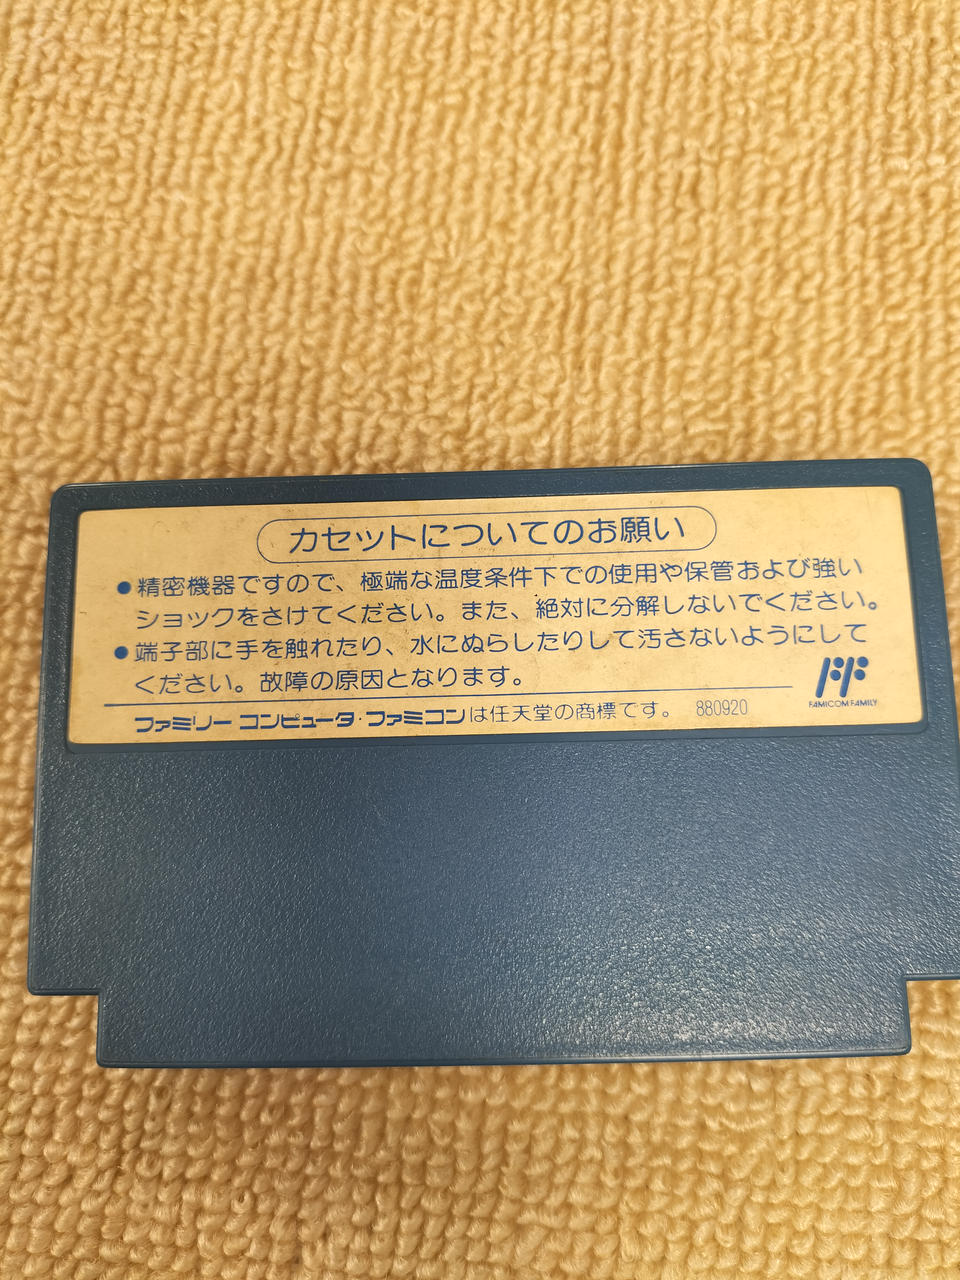 カセットについてのお願い
●精密機器ですので、極端な温度条件下での使用や保管および強い
ショックをさけてください。また、絶対に分解しないでください。
●端子部に手を触れたり、水にぬらしたりして汚さないようにして
ください。故障の原因となります。
ファミリー コンピュータ・ファミコンは任天堂の商標です。 880920
FAMICOM FAMILY